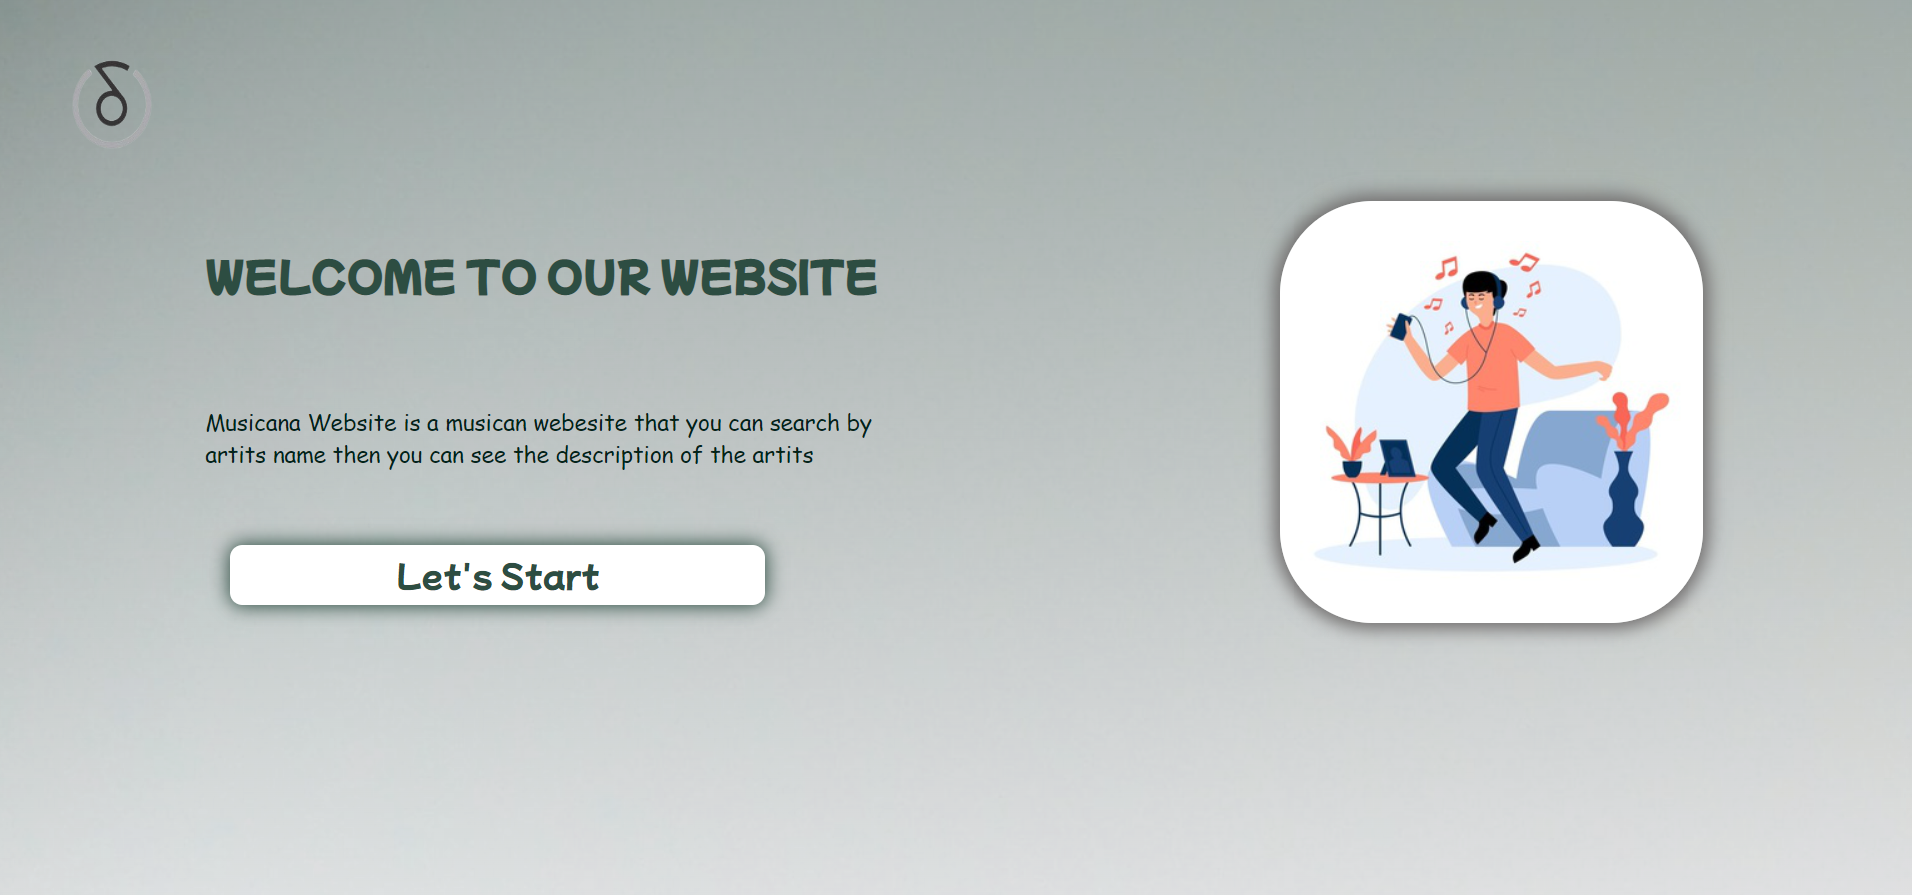 WELCOME TO OUR WEBSITE
Musicana Website is a musican webesite that you can search by
artits name then you can see the description of the artits
Let's Start